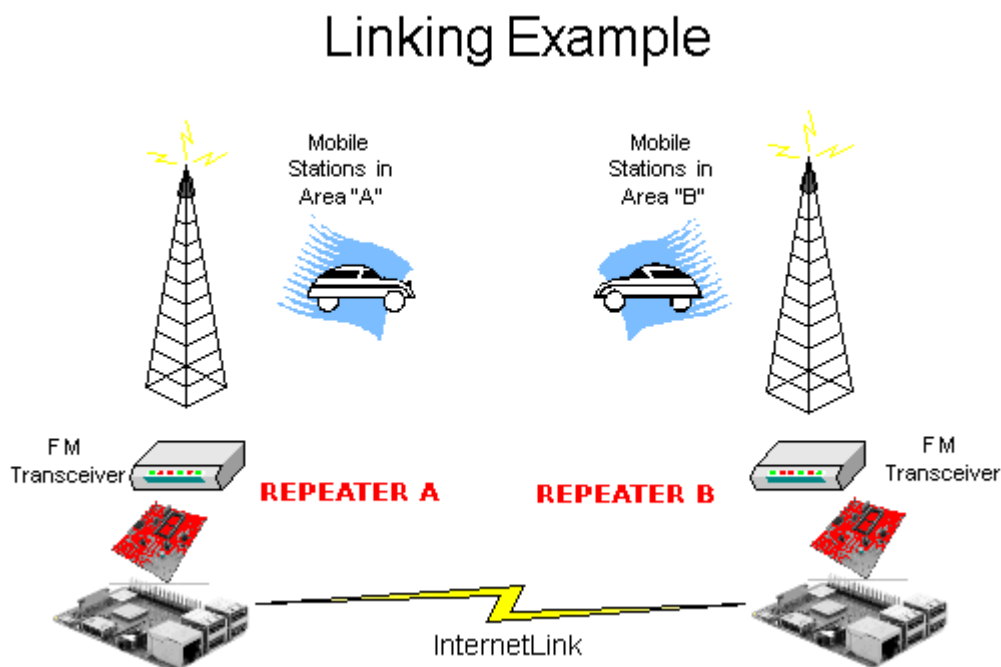 Linking Example
Mobile
Stations in
Area "A"
Mobile
Stations in
Area "B"
FM
Transceiver
REPEATER A
REPEATER B
FM
Transceiver
InternetLink